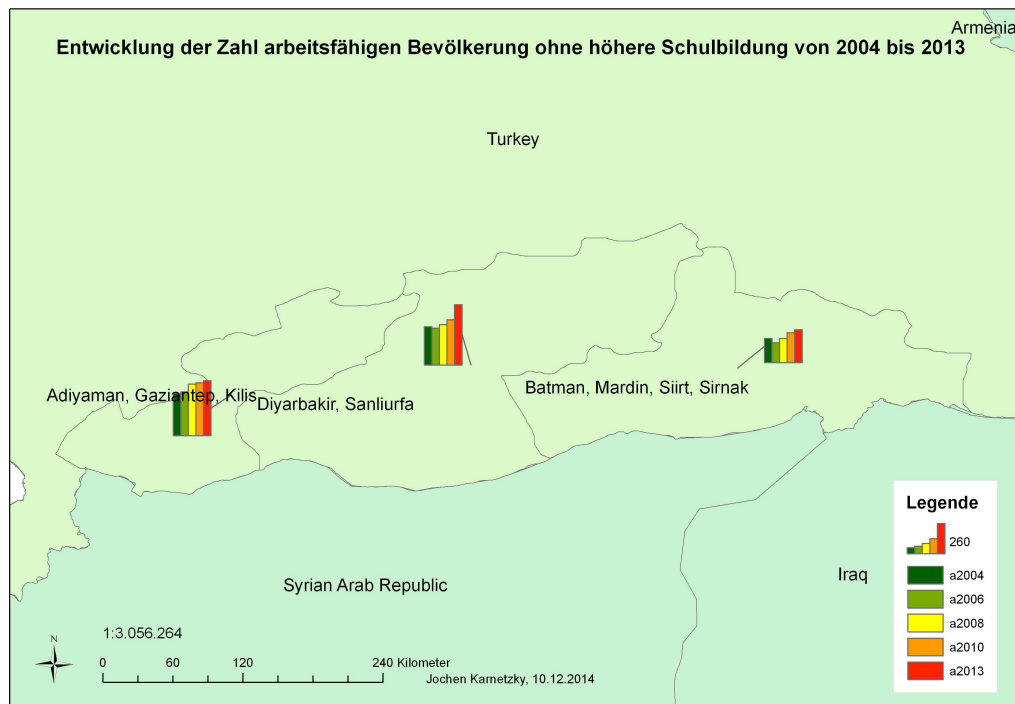 Armenia
Entwicklung der Zahl arbeitsfähigen Bevölkerung ohne höhere Schulbildung von 2004 bis 2013
Turkey
Adiyaman, Gaziantep, Kilis
Diyarbakir, Sanliurfa
Batman, Mardin, Siirt, Sirnak
Syrian Arab Republic
Iraq
Legende
260
a2004
a2006
a2008
a2010
a2013
N
1:3.056.264
0 60 120 240 Kilometer
Jochen Karnetzky, 10.12.2014